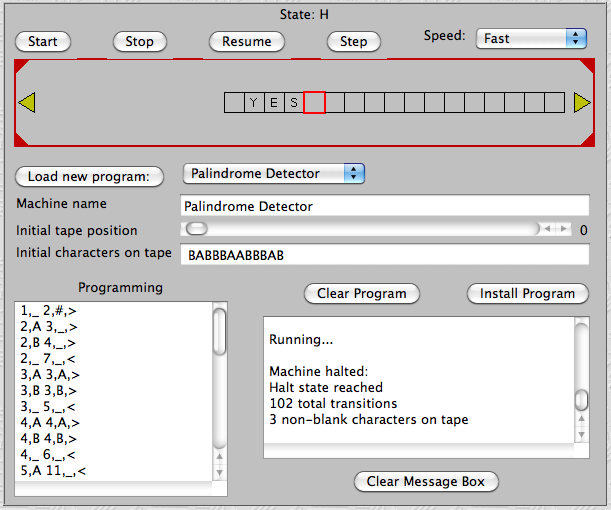 State: H
Start Stop Resume Step Speed: Fast
Y E S
Load new program: Palindrome Detector
Machine name Palindrome Detector
Initial tape position 0
Initial characters on tape BABBBAABBBAB
Programming
Clear Program Install Program
1,_ 2,#,>
2,A 3,_,>
2,B 4,_,>
2,_ 7,_,<
3,A 3,A,>
3,B 3,B,>
3,_ 5,_,<
4,A 4,A,>
4,B 4,B,>
4,_ 6,_,<
5,A 11,_,<
Running...
Machine halted:
Halt state reached
102 total transitions
3 non-blank characters on tape
Clear Message Box